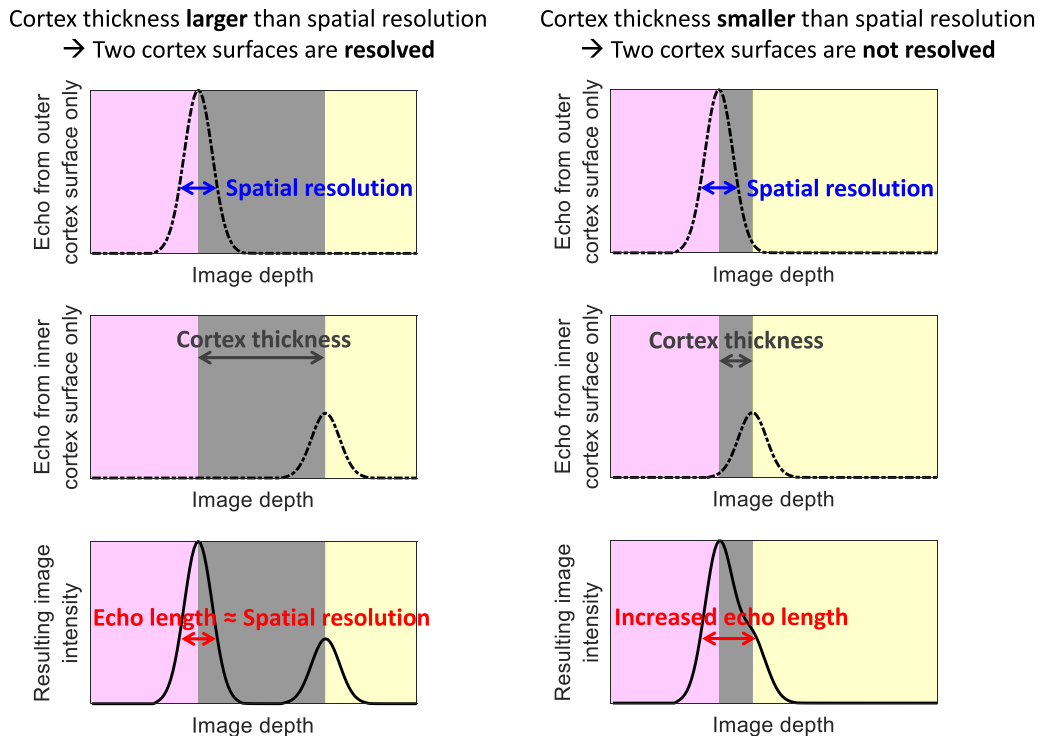 Cortex thickness larger than spatial resolution
→ Two cortex surfaces are resolved
Echo from outer
cortex surface only
Spatial resolution
Image depth
Echo from inner
cortex surface only
Cortex thickness
Image depth
Resulting image
intensity
Echo length ≈ Spatial resolution
Image depth
Cortex thickness smaller than spatial resolution
→ Two cortex surfaces are not resolved
Echo from outer
cortex surface only
Spatial resolution
Image depth
Echo from inner
cortex surface only
Cortex thickness
Image depth
Resulting image
intensity
Increased echo length
Image depth